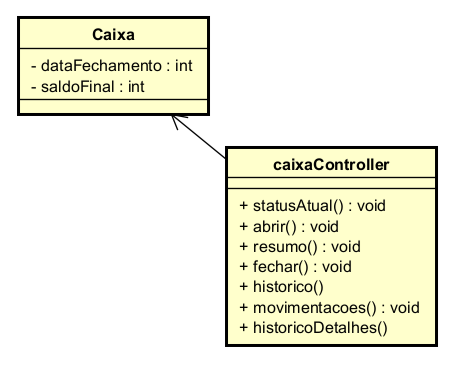 Caixa
- dataFechamento : int
- saldoFinal : int
caixaController
+ statusAtual() : void
+ abrir() : void
+ resumo() : void
+ fechar() : void
+ historico()
+ movimentacoes() : void
+ historicoDetalhes()